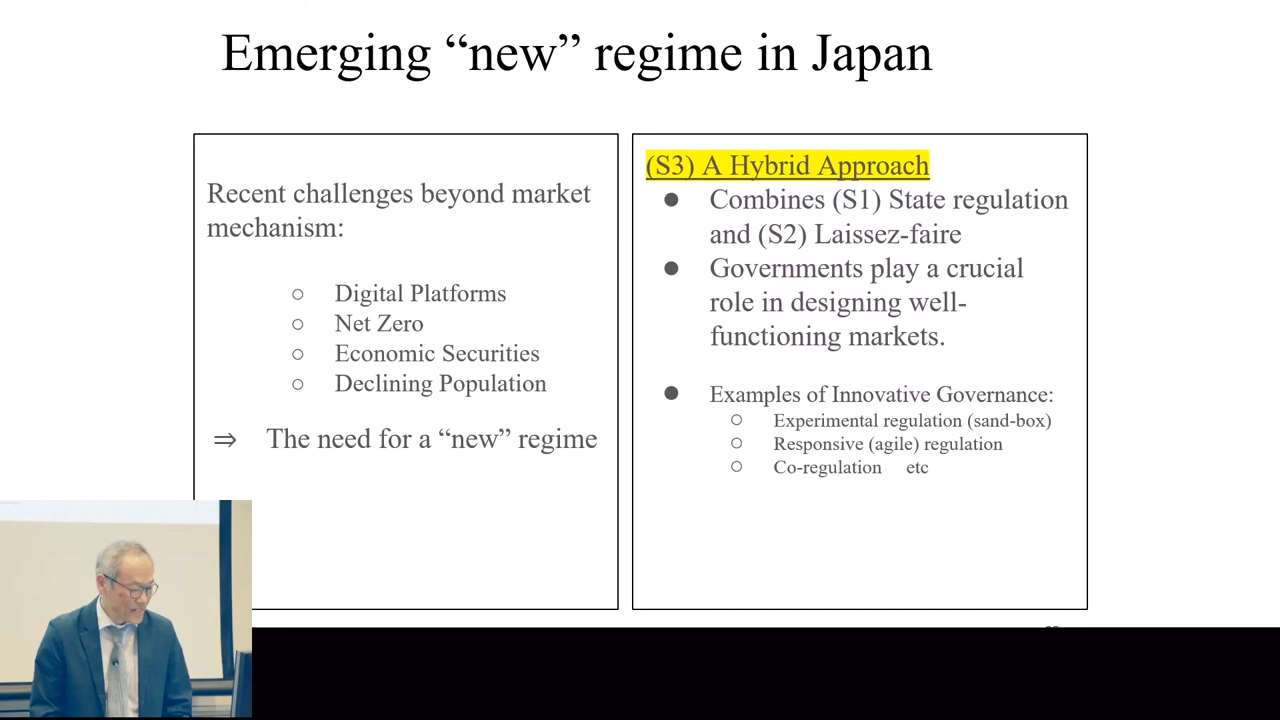 Emerging “new” regime in Japan
Recent challenges beyond market
mechanism:
○ Digital Platforms
○ Net Zero
○ Economic Securities
○ Declining Population
⇒ The need for a “new” regime
(S3) A Hybrid Approach
● Combines (S1) State regulation
and (S2) Laissez-faire
● Governments play a crucial
role in designing well-
functioning markets.
● Examples of Innovative Governance:
○ Experimental regulation (sand-box)
○ Responsive (agile) regulation
○ Co-regulation etc